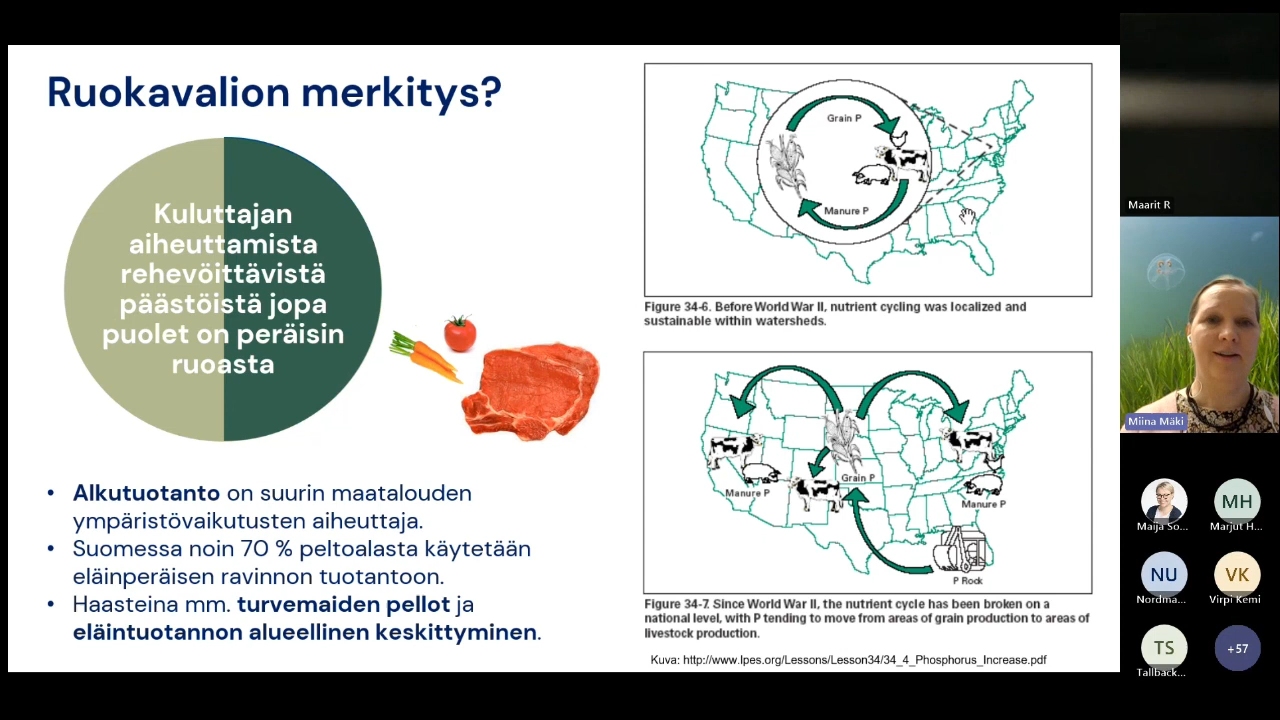 Ruokavalion merkitys?
Kuluttajan
aiheuttamista
rehevöittävistä
päästöistä jopa
puolet on peräisin
ruoasta
• Alkutuotanto on suurin maatalouden
ympäristövaikutusten aiheuttaja.
• Suomessa noin 70 % peltoalasta käytetään
eläinperäisen ravinnon tuotantoon.
• Haasteina mm. turvemaiden pellot ja
eläintuotannon alueellinen keskittyminen.
Grain P
Manure P
Figure 34-6. Before World War II, nutrient cycling was localized and
sustainable within watersheds.
Grain P
Manure P
Manure P
P Rock
Figure 34-7. Since World War II, the nutrient cycle has been broken on a
national level, with P tending to move from areas of grain production to areas of
livestock production.
Kuva: http://www.lpes.org/Lessons/Lesson34/34_4_Phosphorus_Increase.pdf
Maarit R
Miina Mäki
Maija So...
MH
Marjut H...
NU
Nordma...
VK
Virpi Kemi
TS
Tallback...
+57